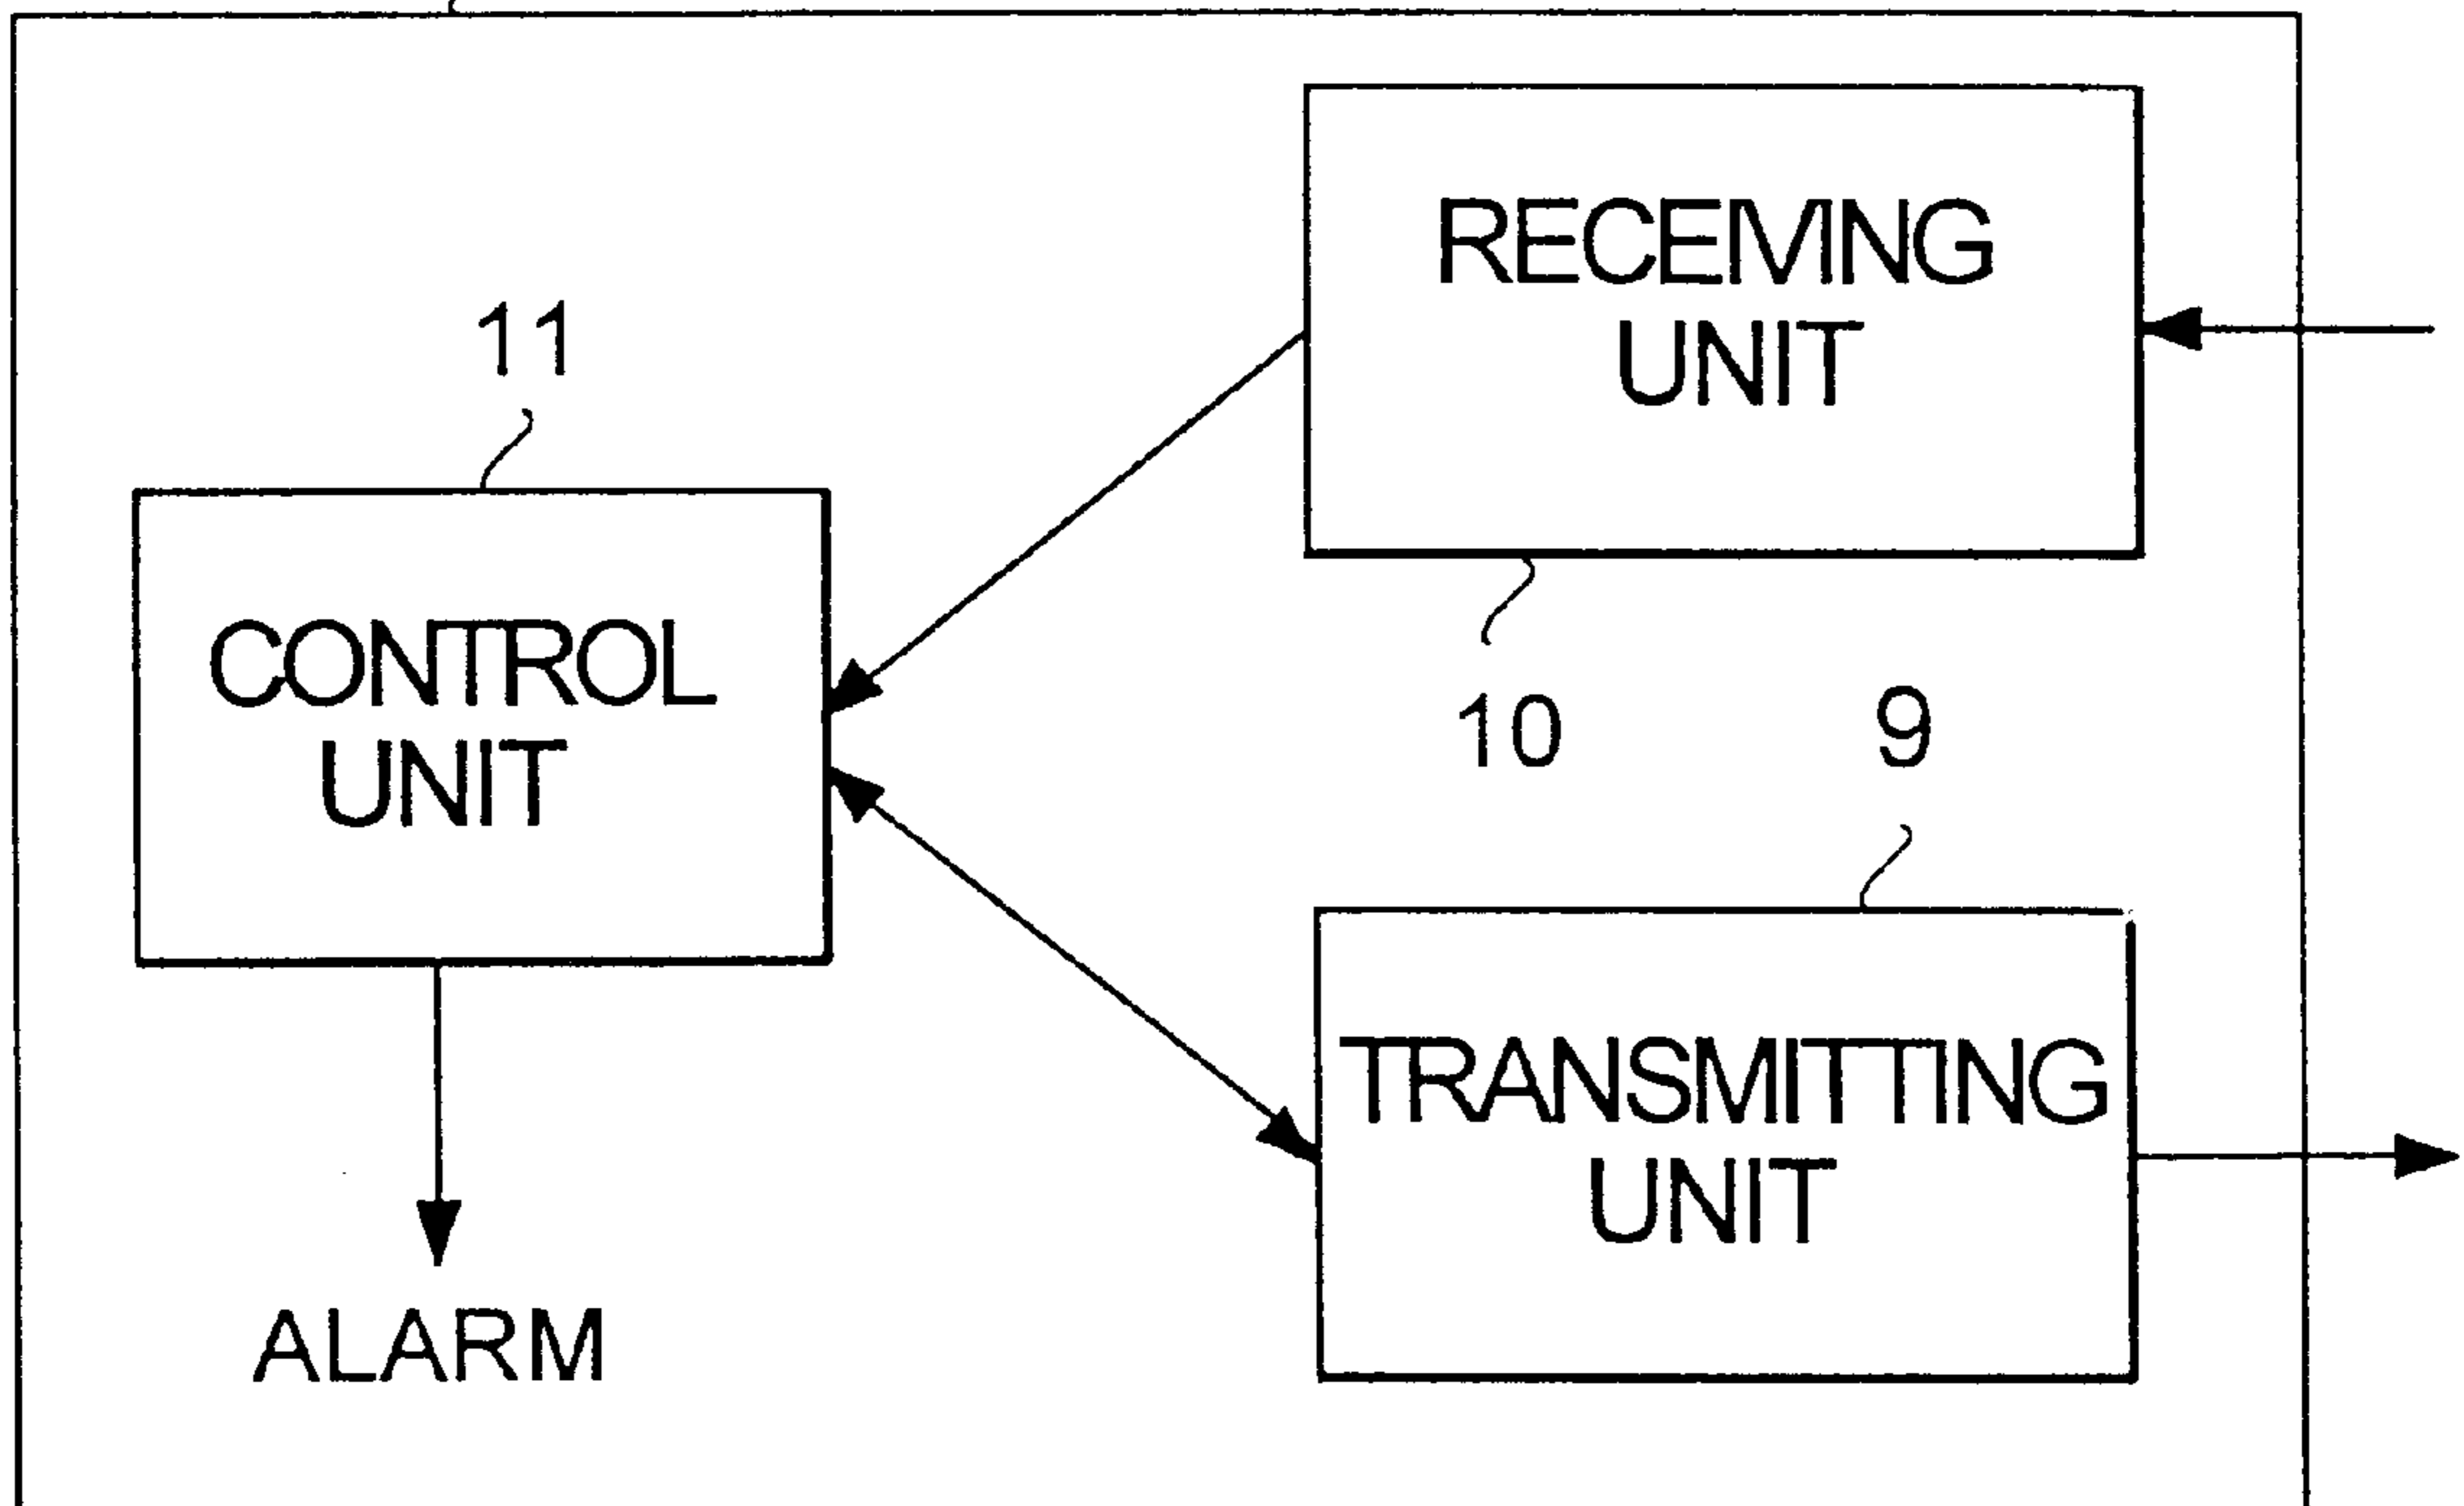 RECEIVING
UNIT
11
CONTROL
UNIT
10
9
TRANSMITTING
UNIT
ALARM